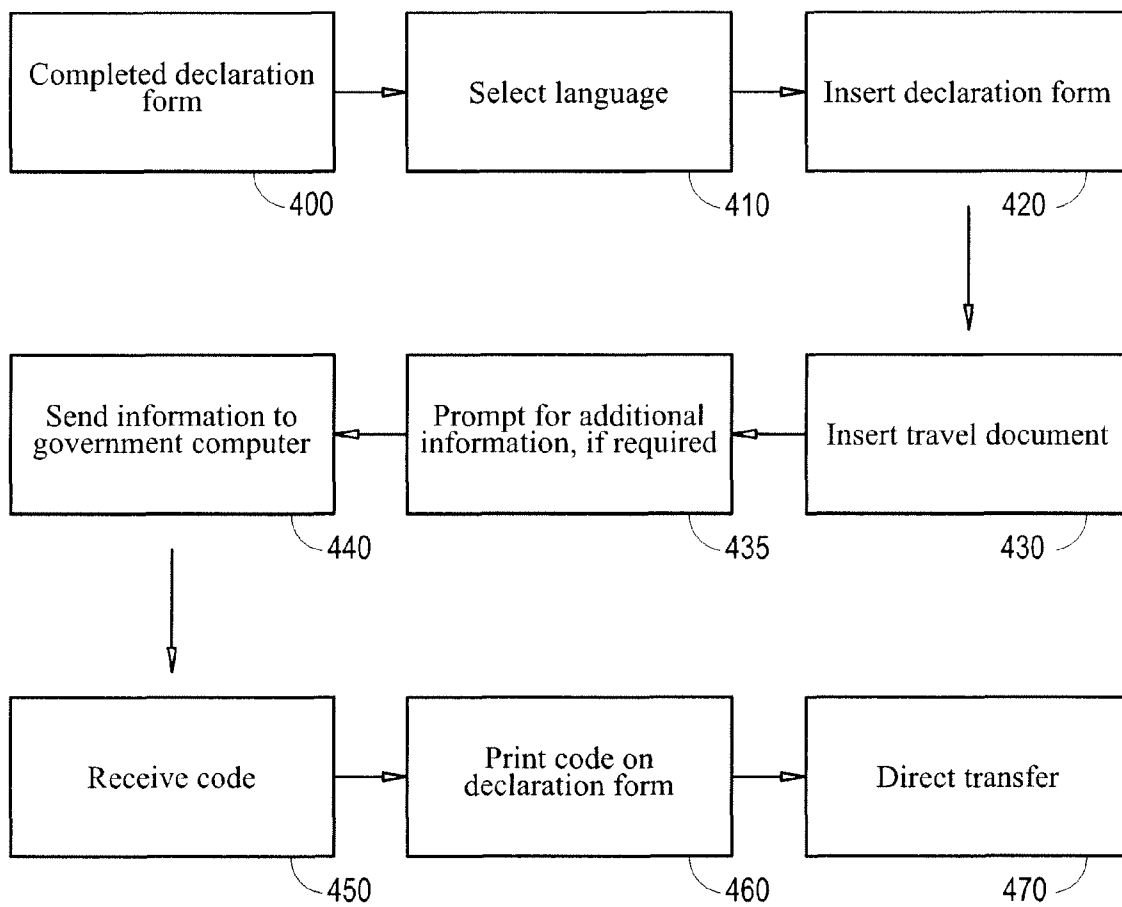 Completed declaration
form
400
Select language
410
Insert declaration form
420
Insert travel document
430
Prompt for additional
information, if required
435
Send information to
government computer
440
Receive code
450
Print code on
declaration form
460
Direct transfer
470